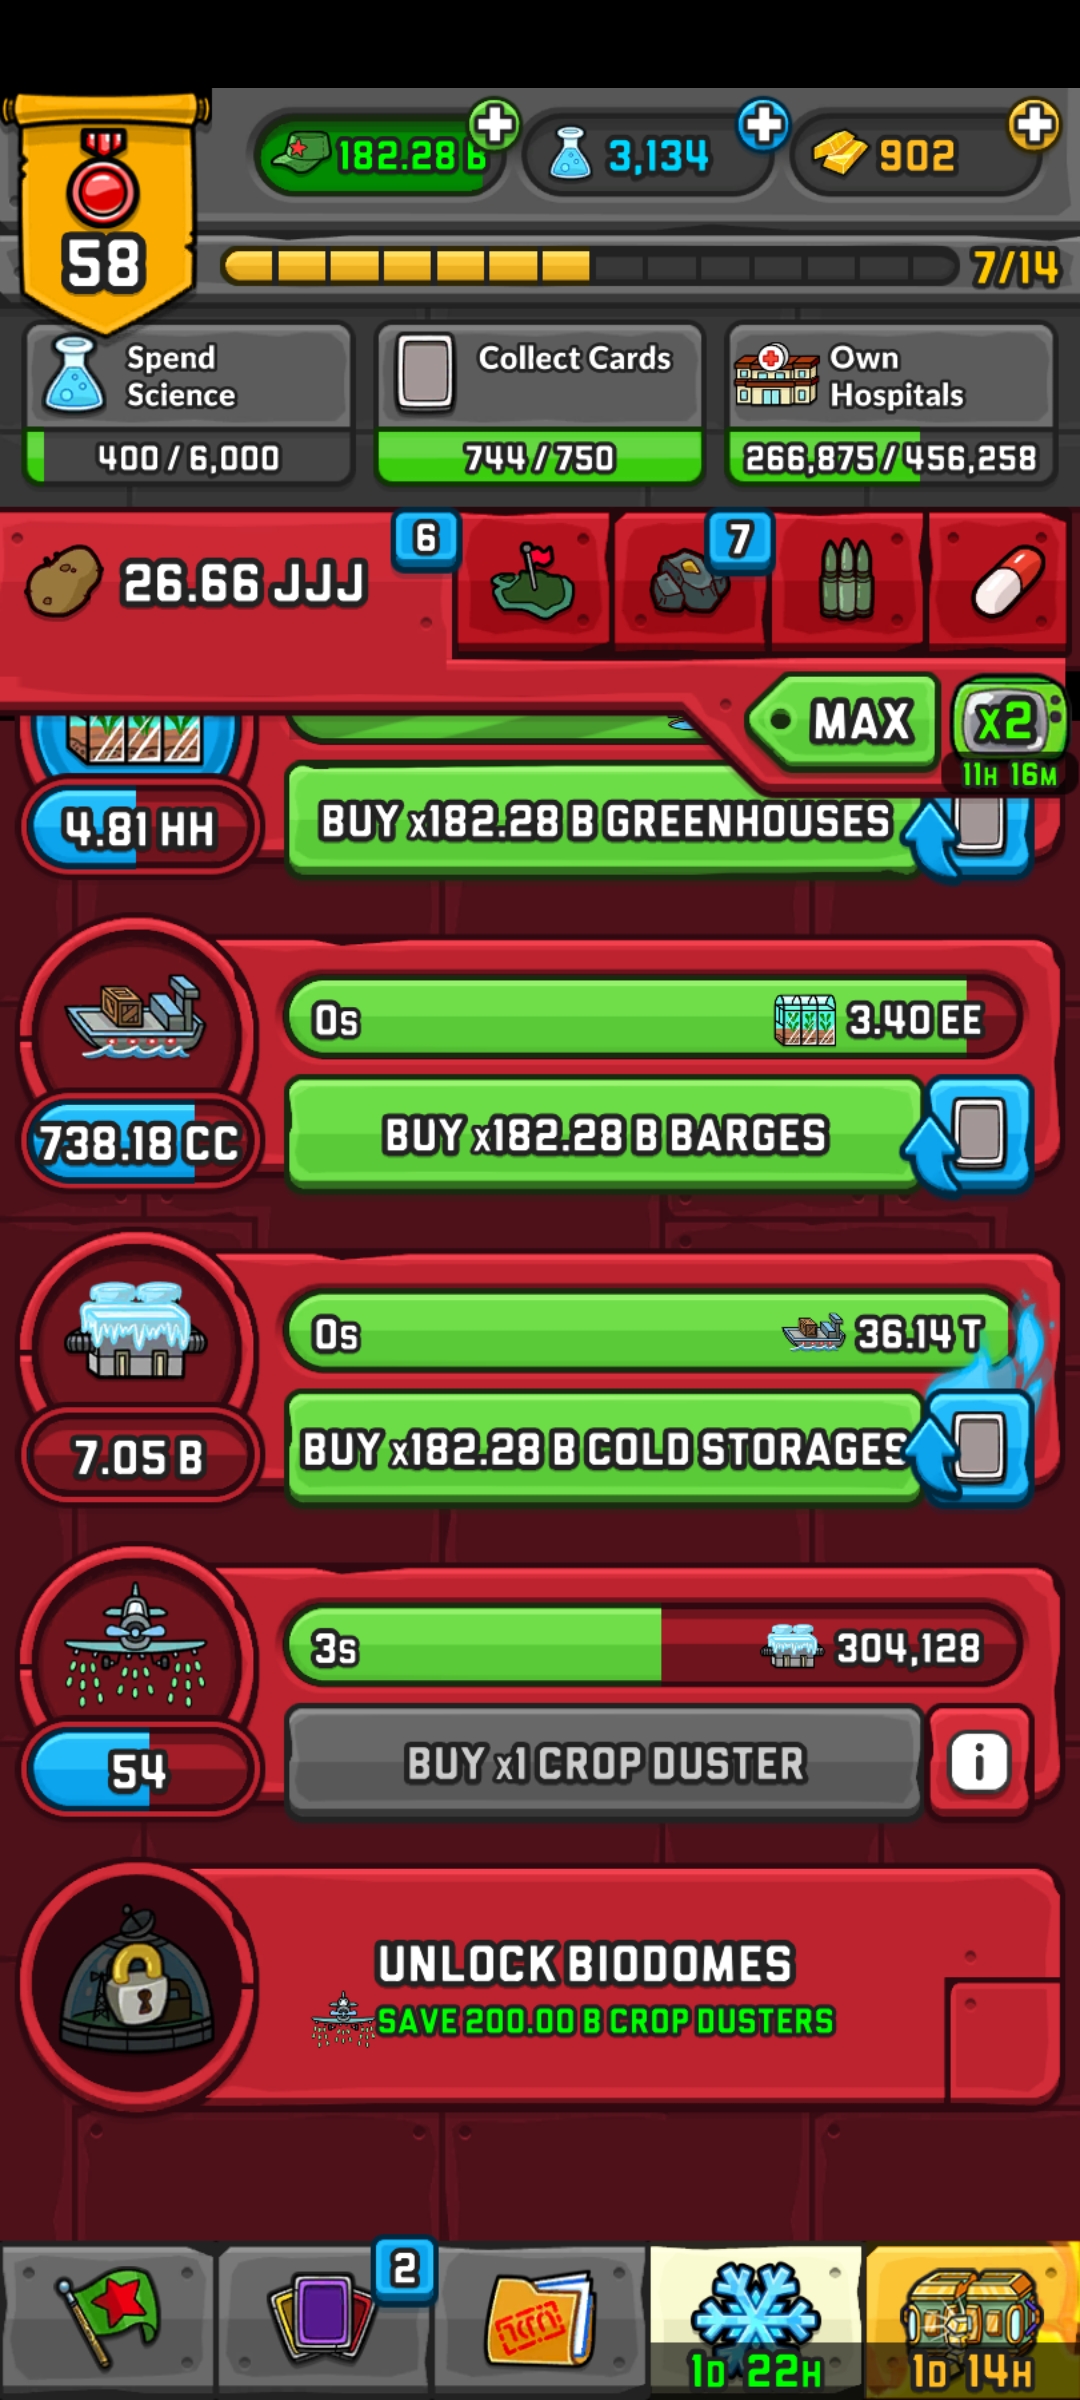 182.28 B
3,134
902
58
7/14
Spend
Science
400 / 6,000
Collect Cards
744 / 750
Own
Hospitals
266,875 / 456,258
26.66 JJJ
6
7
MAX
x2
11H 16M
4.81 HH
BUY x182.28 B GREENHOUSES
0s
3.40 EE
738.18 CC
BUY x182.28 B BARGES
0s
36.14 T
7.05 B
BUY x182.28 B COLD STORAGES
3s
304,128
54
BUY x1 CROP DUSTER
i
UNLOCK BIODOMES
SAVE 200.00 B CROP DUSTERS
2
1D 22H
1D 14H